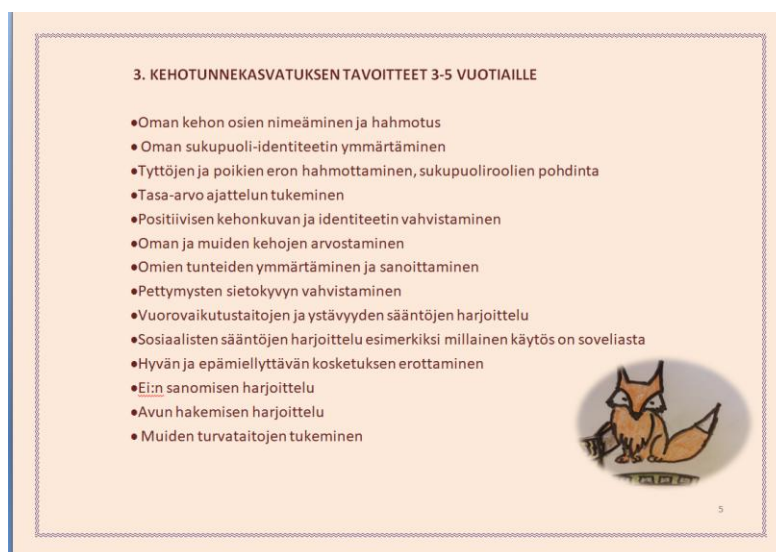 3. KEHOTUNNEKASVATUKSEN TAVOITTEET 3-5 VUOTIAILLE
•Oman kehon osien nimeäminen ja hahmotus
• Oman sukupuoli-identiteetin ymmärtäminen
•Tyttöjen ja poikien eron hahmottaminen, sukupuoliroolien pohdinta
•Tasa-arvo ajattelun tukeminen
•Positiivisen kehonkuvan ja identiteetin vahvistaminen
•Oman ja muiden kehojen arvostaminen
•Omien tunteiden ymmärtäminen ja sanoittaminen
•Pettymysten sietokyvyn vahvistaminen
•Vuorovaikutustaitojen ja ystävyyden sääntöjen harjoittelu
•Sosiaalisten sääntöjen harjoittelu esimerkiksi millainen käytös on soveliasta
•Hyvän ja epämiellyttävän kosketuksen erottaminen
•Ei:n sanomisen harjoittelu
•Avun hakemisen harjoittelu
• Muiden turvataitojen tukeminen
5